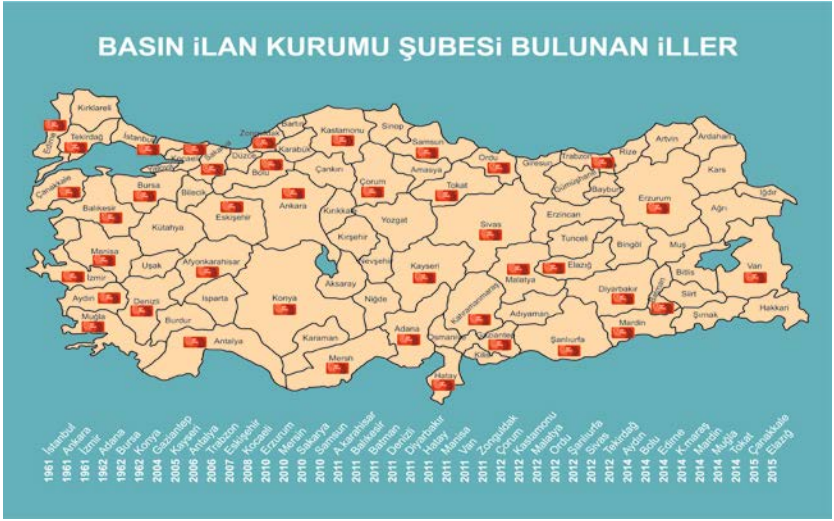 BASIN iLAN KURUMU ŞUBESi BULUNAN iLLER
Kırklareli
Edirne
Tekirdağ
İstanbul
Kocaeli
Sakarya
Düzce
Zonguldak
Bartın
Karabük
Bolu
Kastamonu
Sinop
Samsun
Çankırı
Çorum
Amasya
Tokat
Ordu
Giresun
Trabzon
Gümüşhane
Rize
Bayburt
Artvin
Ardahan
Kars
Iğdır
Ağrı
Erzurum
Çanakkale
Balıkesir
Bursa
Bilecik
Eskişehir
Kütahya
Ankara
Kırıkkale
Yozgat
Kırşehir
Sivas
Erzincan
Tunceli
Bingöl
Muş
Bitlis
Van
Manisa
İzmir
Uşak
Afyonkarahisar
Konya
Aksaray
Nevşehir
Niğde
Kayseri
Malatya
Elazığ
Diyarbakır
Batman
Siirt
Şırnak
Hakkari
Aydın
Denizli
Isparta
Muğla
Burdur
Antalya
Karaman
Mersin
Adana
Osmaniye
Kahramanmaraş
Adıyaman
Gaziantep
Kilis
Şanlıurfa
Mardin
Hatay
1961 İstanbul
1961 Ankara
1961 İzmir
1962 Adana
1962 Bursa
1962 Konya
2004 Gaziantep
2005 Kayseri
2006 Antalya
2006 Trabzon
2007 Eskişehir
2008 Kocaeli
2010 Erzurum
2010 Mersin
2010 Sakarya
2010 Samsun
2011 A.karahisar
2011 Balıkesir
2011 Batman
2011 Denizli
2011 Diyarbakır
2011 Hatay
2011 Manisa
2011 Van
2011 Zonguldak
2012 Çorum
2012 Kastamonu
2012 Malatya
2012 Ordu
2012 Şanlıurfa
2012 Sivas
2012 Tekirdağ
2014 Aydın
2014 Bolu
2014 Edirne
2014 K.maraş
2014 Mardin
2014 Muğla
2014 Tokat
2015 Çanakkale
2015 Elazığ